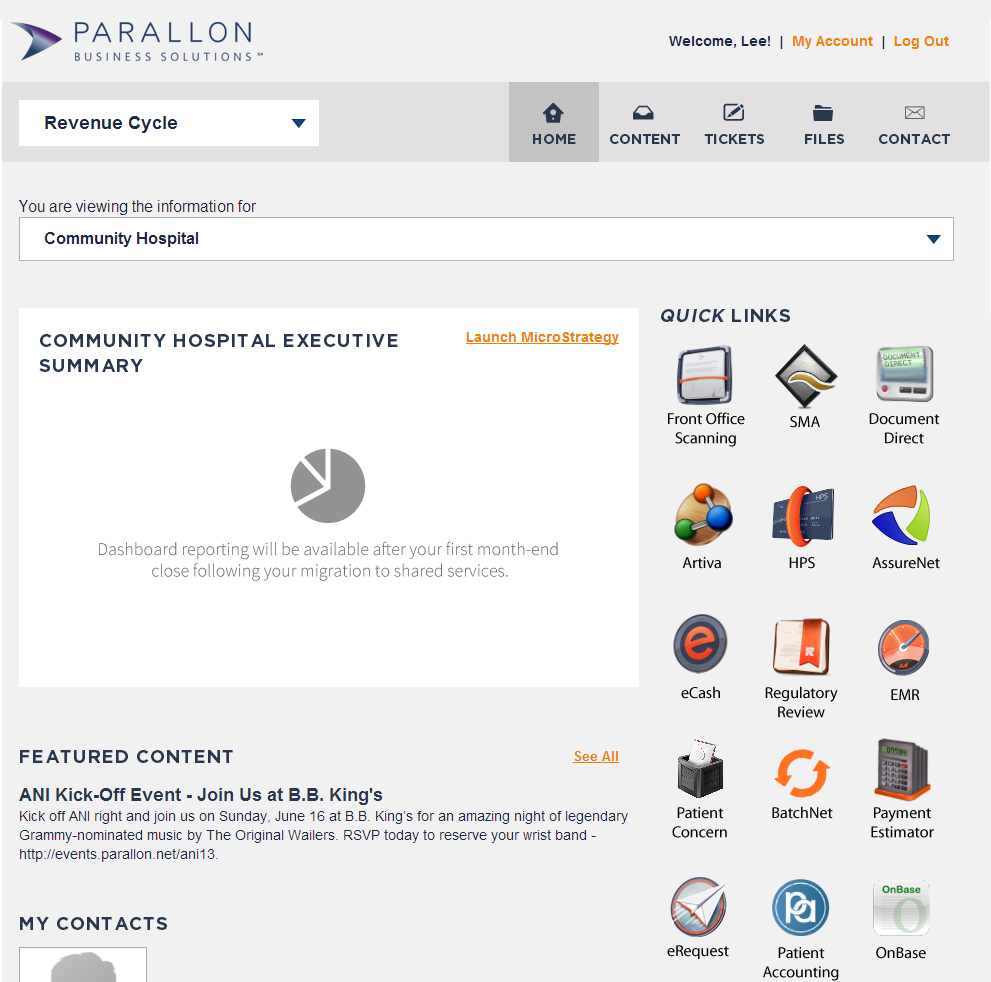 PARALLON
BUSINESS SOLUTIONS℠
Welcome, Lee! | My Account | Log Out
Revenue Cycle
HOME
CONTENT
TICKETS
FILES
CONTACT
You are viewing the information for
Community Hospital
COMMUNITY HOSPITAL EXECUTIVE
SUMMARY
Launch MicroStrategy
Dashboard reporting will be available after your first month-end
close following your migration to shared services.
FEATURED CONTENT
See All
ANI Kick-Off Event - Join Us at B.B. King's
Kick off ANI right and join us on Sunday, June 16 at B.B. King's for an amazing night of legendary
Grammy-nominated music by The Original Wailers. RSVP today to reserve your wrist band -
http://events.parallon.net/ani13.
MY CONTACTS
QUICK LINKS
Front Office
Scanning
SMA
DOCUMENT
DIRECT
Document
Direct
Artiva
HPS
HPS
AssureNet
e
eCash
R
Regulatory
Review
EMR
Patient
Concern
BatchNet
Payment
Estimator
eRequest
pa
Patient
Accounting
OnBase
O
OnBase